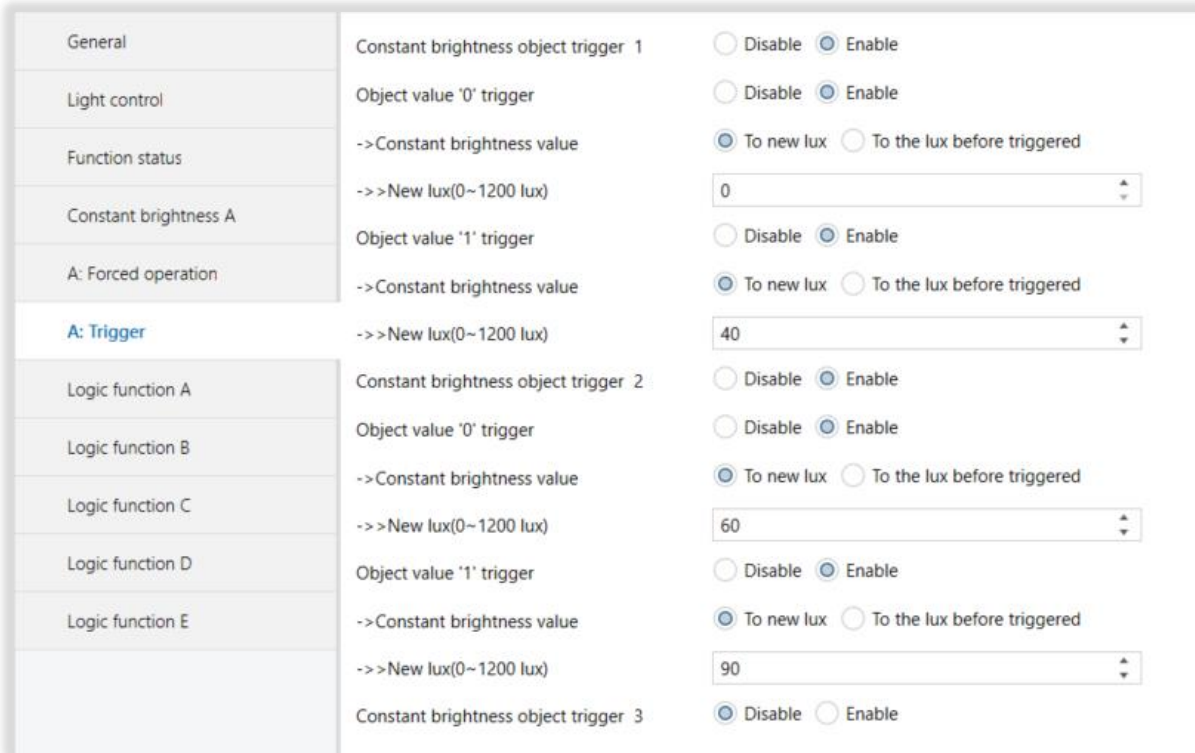 General
Light control
Function status
Constant brightness A
A: Forced operation
A: Trigger
Logic function A
Logic function B
Logic function C
Logic function D
Logic function E
Constant brightness object trigger 1 Disable Enable
Object value '0' trigger Disable Enable
->Constant brightness value To new lux To the lux before triggered
->>New lux(0~1200 lux) 0
Object value '1' trigger Disable Enable
->Constant brightness value To new lux To the lux before triggered
->>New lux(0~1200 lux) 40
Constant brightness object trigger 2 Disable Enable
Object value '0' trigger Disable Enable
->Constant brightness value To new lux To the lux before triggered
->>New lux(0~1200 lux) 60
Object value '1' trigger Disable Enable
->Constant brightness value To new lux To the lux before triggered
->>New lux(0~1200 lux) 90
Constant brightness object trigger 3 Disable Enable